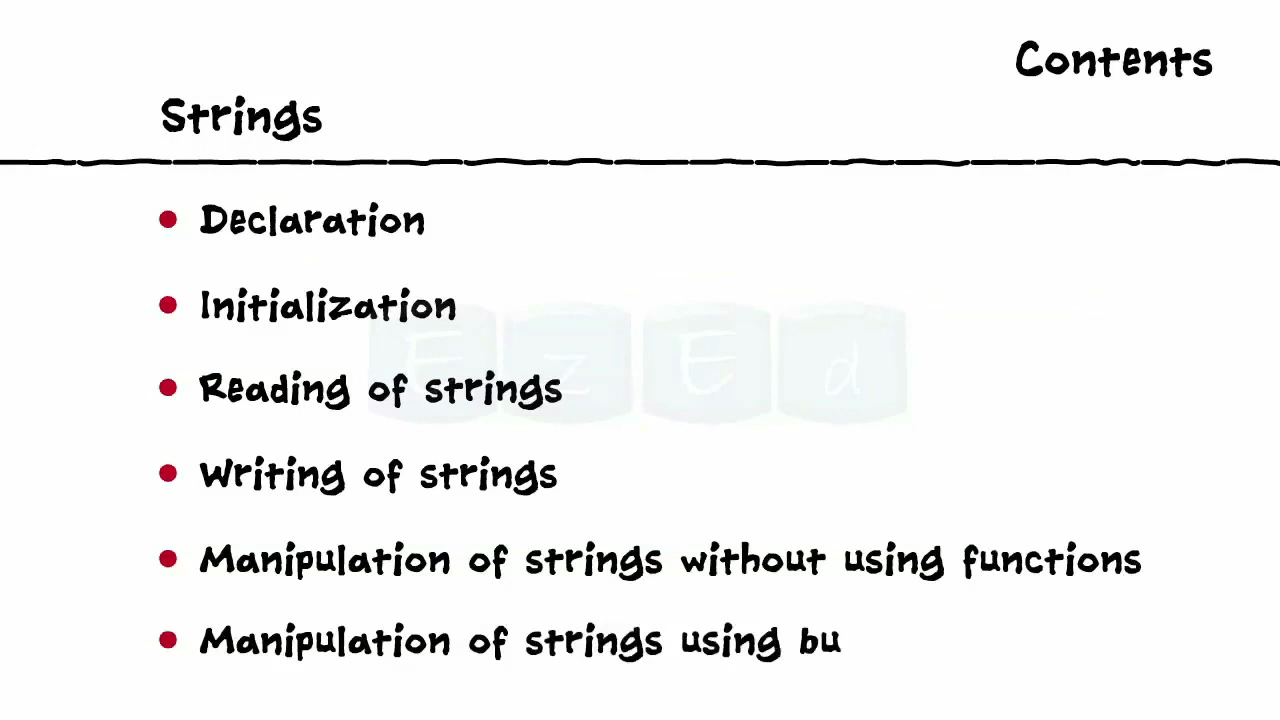 Contents
Strings
Declaration
Initialization
Reading of strings
Writing of strings
Manipulation of strings without using functions
Manipulation of strings using bu
EzEd